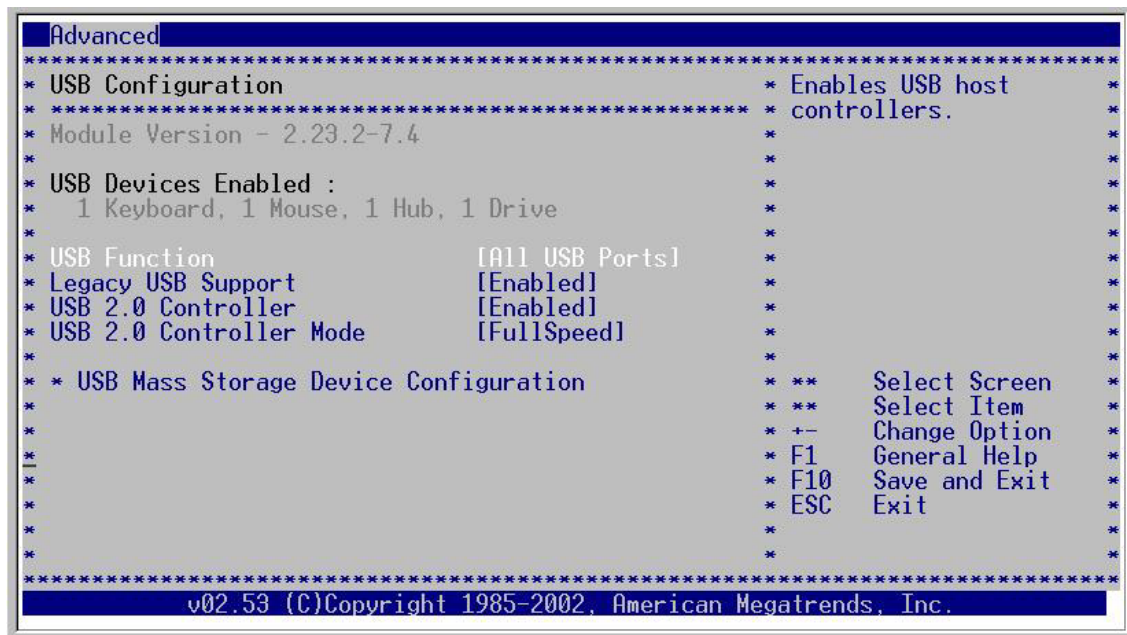 Advanced
********************************************************************************
* USB Configuration * Enables USB host *
* *************************************************** * controllers. *
* Module Version - 2.23.2-7.4 * *
* * *
* USB Devices Enabled : * *
* 1 Keyboard, 1 Mouse, 1 Hub, 1 Drive * *
* * *
* USB Function [All USB Ports] * *
* Legacy USB Support [Enabled] * *
* USB 2.0 Controller [Enabled] * *
* USB 2.0 Controller Mode [FullSpeed] * *
* * *
* * USB Mass Storage Device Configuration * ** Select Screen *
* * ** Select Item *
* * +- Change Option *
* * F1 General Help *
* * F10 Save and Exit *
* * ESC Exit *
* * *
* * *
********************************************************************************
v02.53 (C)Copyright 1985-2002, American Megatrends, Inc.